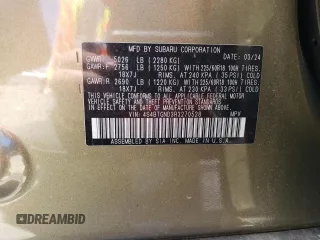 MFD BY SUBARU CORPORATION 03/24
GVWR: 5026 LB (2280 KG)
GAWR-F 2756 LB (1250 KG) WITH 225/60R18 100H TIRES,
18X7J RIMS, AT 240 KPA (35 PSI) COLD
GAWR-R 2690 LB (1220 KG) WITH 225/60R18 100H TIRES,
18X7J RIMS, AT 230 KPA (33 PSI) COLD
THIS VEHICLE CONFORMS TO ALL APPLICABLE FEDERAL MOTOR
VEHICLE SAFETY AND THEFT PREVENTION STANDARDS IN EFFECT
ON THE DATE OF MANUFACTURE SHOWN ABOVE.
VIN: 4S4BTGND3R3270528 MPV
ASSEMBLED BY SIA INC. MADE IN U.S.A.
DREAMBID